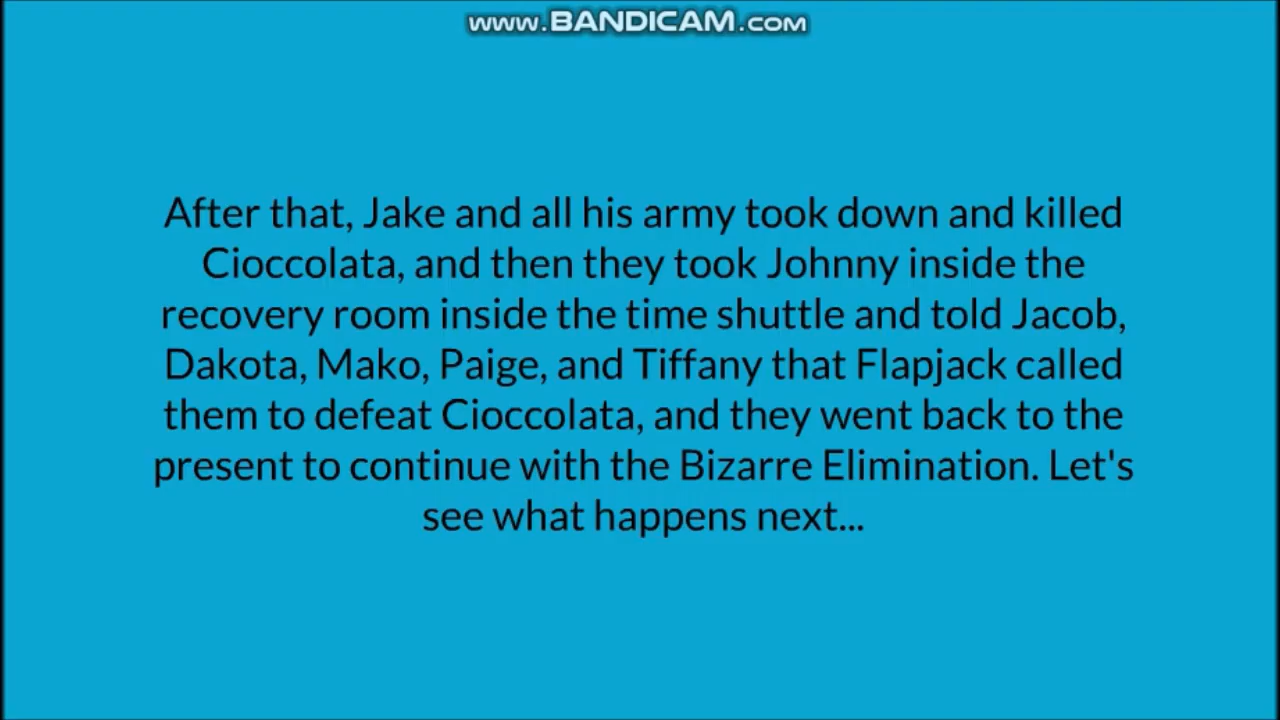 www.BANDICAM.com
After that, Jake and all his army took down and killed
Cioccolata, and then they took Johnny inside the
recovery room inside the time shuttle and told Jacob,
Dakota, Mako, Paige, and Tiffany that Flapjack called
them to defeat Cioccolata, and they went back to the
present to continue with the Bizarre Elimination. Let's
see what happens next...